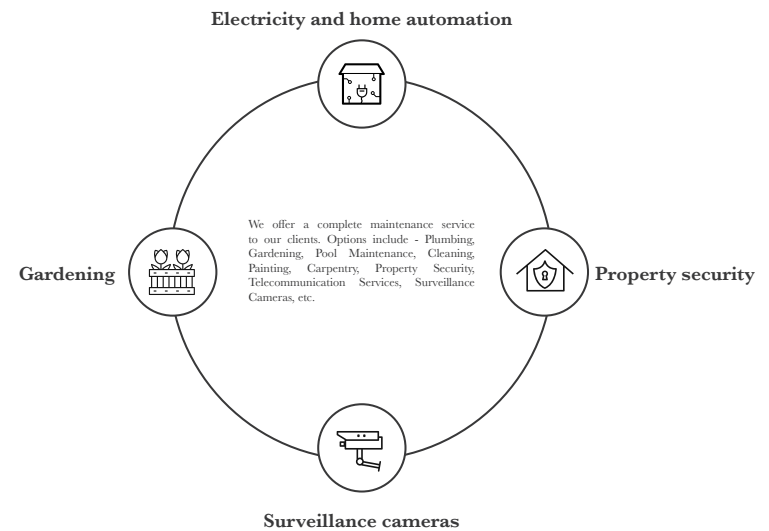 Electricity and home automation
We offer a complete maintenance service
to our clients. Options include - Plumbing,
Gardening, Pool Maintenance, Cleaning,
Painting, Carpentry, Property Security,
Telecommunication Services, Surveillance
Cameras, etc.
Gardening
Property security
Surveillance cameras